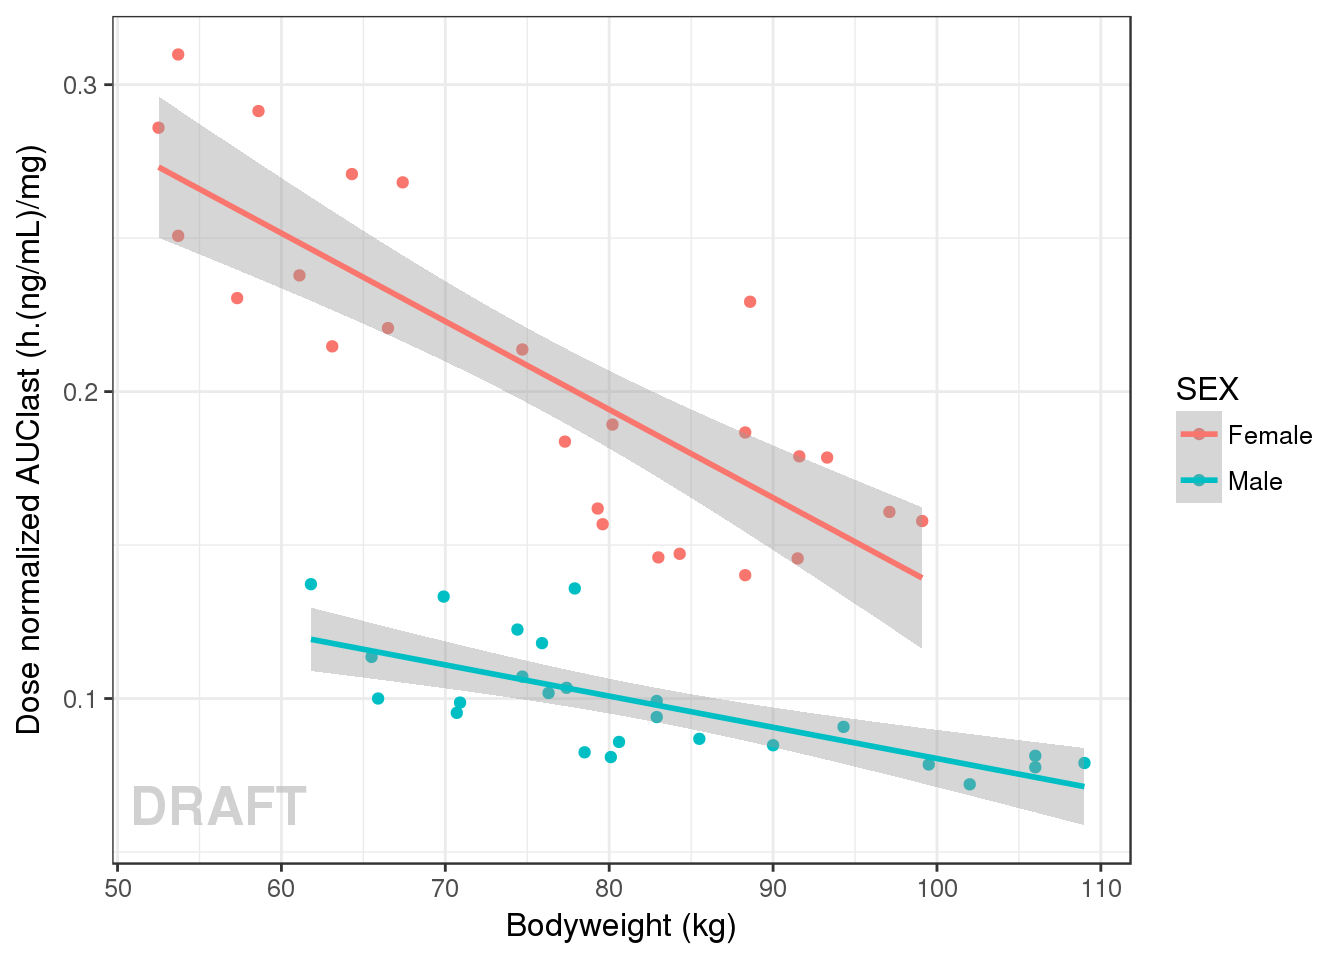 Dose normalized AUClast (h.(ng/mL)/mg)
0.3
0.2
0.1
DRAFT
50 60 70 80 90 100 110
Bodyweight (kg)
SEX
Female
Male